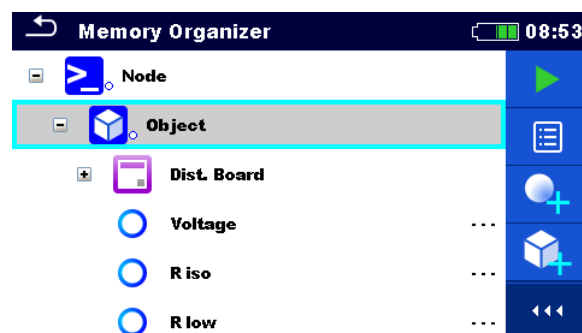 Memory Organizer 08:53
Node
Object
Dist. Board
Voltage ---
R iso ---
R low ---